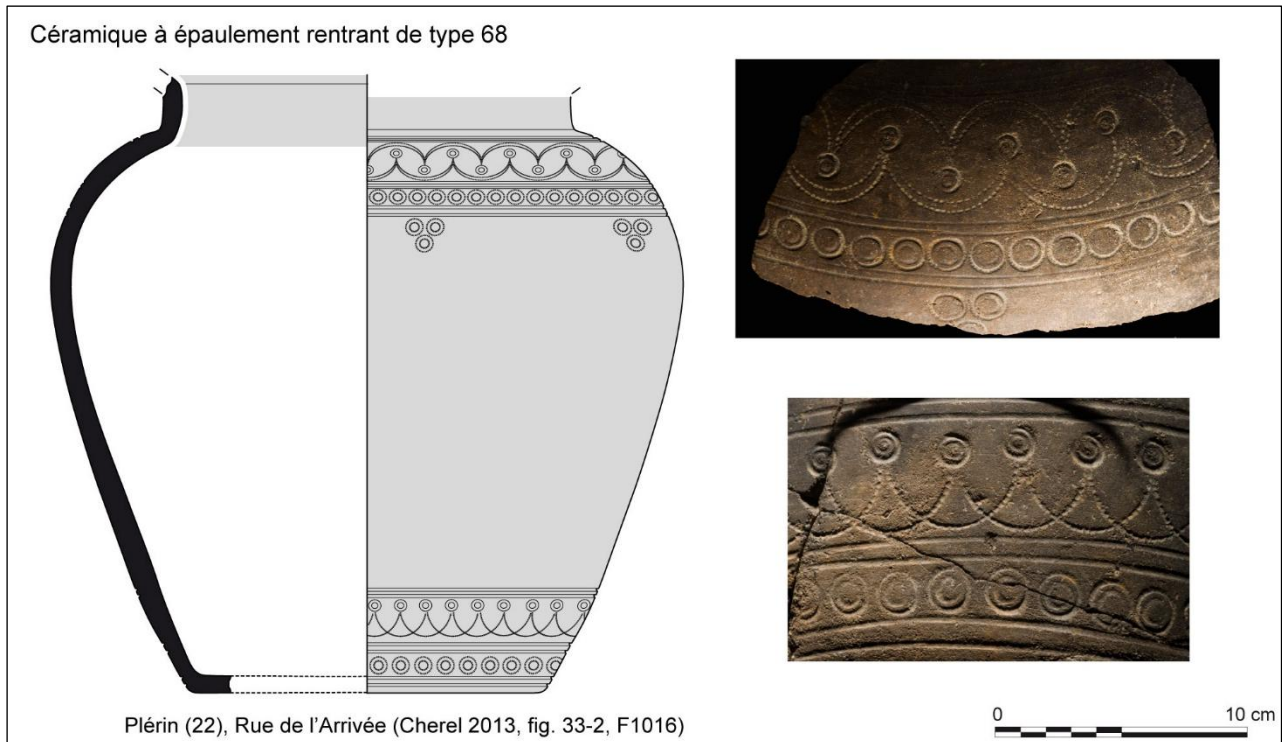 Céramique à épaulement rentrant de type 68
Plérin (22), Rue de l'Arrivée (Cherel 2013, fig. 33-2, F1016)
0 10 cm